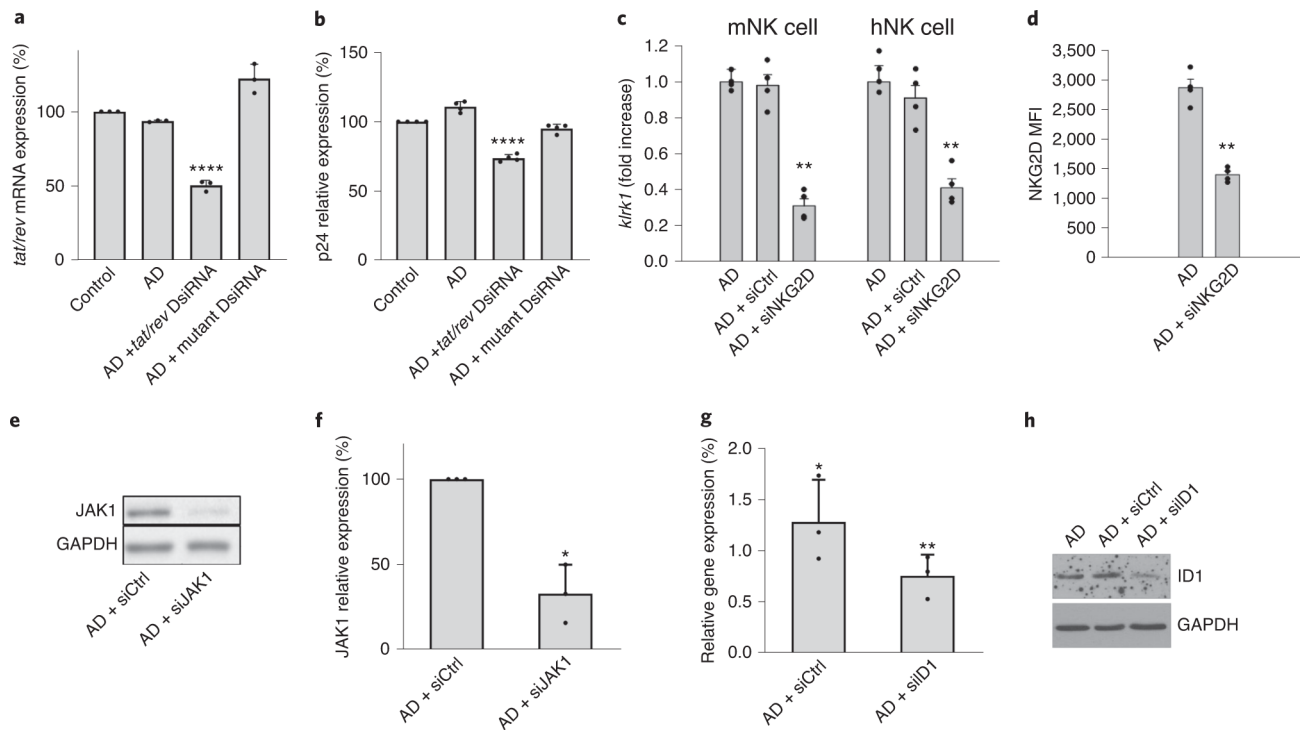 a
tat/rev mRNA expression (%)
100
50
0
****
Control
AD
AD +tat/rev DsiRNA
AD + mutant DsiRNA
b
p24 relative expression (%)
150
100
50
0
****
Control
AD
AD +tat/rev DsiRNA
AD + mutant DsiRNA
c
mNK cell
hNK cell
klrk1 (fold increase)
1.2
1.0
0.8
0.6
0.4
0.2
0.0
**
**
AD
AD + siCtrl
AD + siNKG2D
AD
AD + siCtrl
AD + siNKG2D
d
NKG2D MFI
3,500
3,000
2,500
2,000
1,500
1,000
500
0
**
AD
AD + siNKG2D
e
JAK1
GAPDH
AD + siCtrl
AD + siJAK1
f
JAK1 relative expression (%)
100
50
0
*
AD + siCtrl
AD + siJAK1
g
Relative gene expression (%)
2.0
1.5
1.0
0.5
0.0
*
**
AD + siCtrl
AD + siID1
h
AD
AD + siCtrl
AD + siID1
ID1
GAPDH